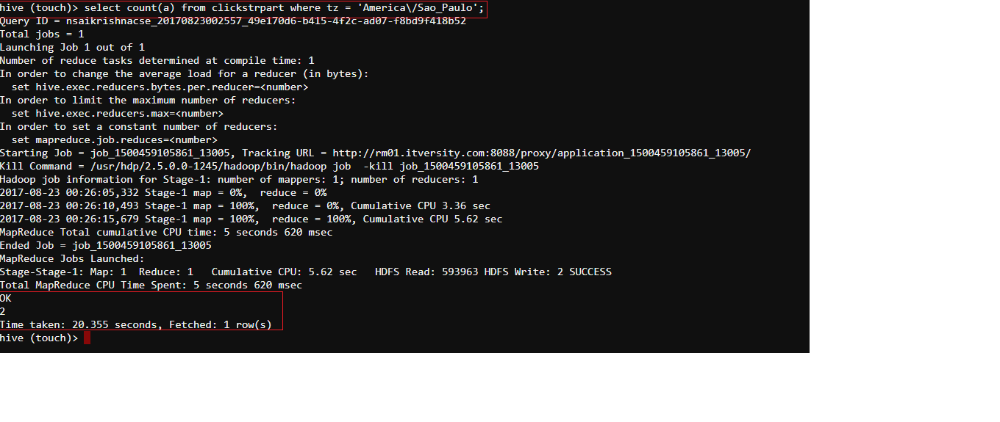 hive (touch)> select count(a) from clickstrpart where tz = 'America\/Sao_Paulo';
Query ID = nsaikrishnacse_20170823002557_49e170d6-b415-4f2c-ad07-f8bd9f418b52
Total jobs = 1
Launching Job 1 out of 1
Number of reduce tasks determined at compile time: 1
In order to change the average load for a reducer (in bytes):
  set hive.exec.reducers.bytes.per.reducer=<number>
In order to limit the maximum number of reducers:
  set hive.exec.reducers.max=<number>
In order to set a constant number of reducers:
  set mapreduce.job.reduces=<number>
Starting Job = job_1500459105861_13005, Tracking URL = http://rm01.itversity.com:8088/proxy/application_1500459105861_13005/
Kill Command = /usr/hdp/2.5.0.0-1245/hadoop/bin/hadoop job  -kill job_1500459105861_13005
Hadoop job information for Stage-1: number of mappers: 1; number of reducers: 1
2017-08-23 00:26:05,332 Stage-1 map = 0%,  reduce = 0%
2017-08-23 00:26:10,493 Stage-1 map = 100%,  reduce = 0%, Cumulative CPU 3.36 sec
2017-08-23 00:26:15,679 Stage-1 map = 100%,  reduce = 100%, Cumulative CPU 5.62 sec
MapReduce Total cumulative CPU time: 5 seconds 620 msec
Ended Job = job_1500459105861_13005
MapReduce Jobs Launched:
Stage-Stage-1: Map: 1  Reduce: 1   Cumulative CPU: 5.62 sec   HDFS Read: 593963 HDFS Write: 2 SUCCESS
Total MapReduce CPU Time Spent: 5 seconds 620 msec
OK
2
Time taken: 20.355 seconds, Fetched: 1 row(s)
hive (touch)>